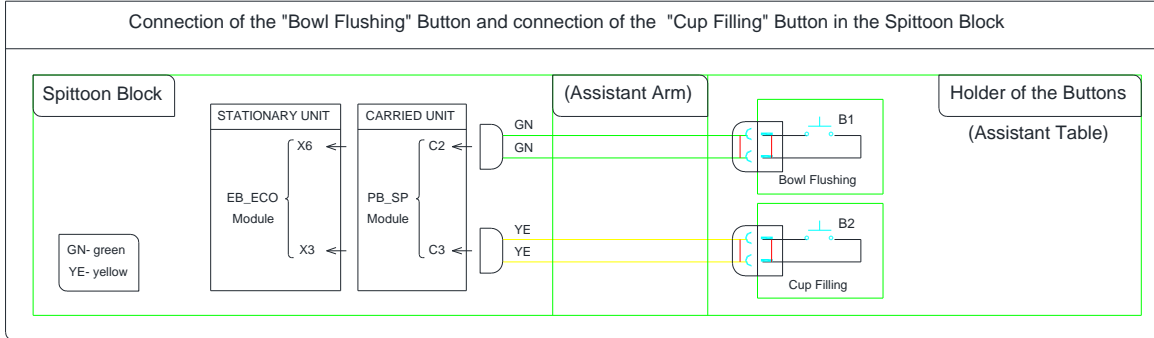 Connection of the "Bowl Flushing" Button and connection of the "Cup Filling" Button in the Spittoon Block
Spittoon Block
(Assistant Arm)
Holder of the Buttons
(Assistant Table)
STATIONARY UNIT
CARRIED UNIT
X6
EB_ECO
Module
X3
C2
PB_SP
Module
C3
GN
GN
YE
YE
B1
Bowl Flushing
B2
Cup Filling
GN- green
YE- yellow